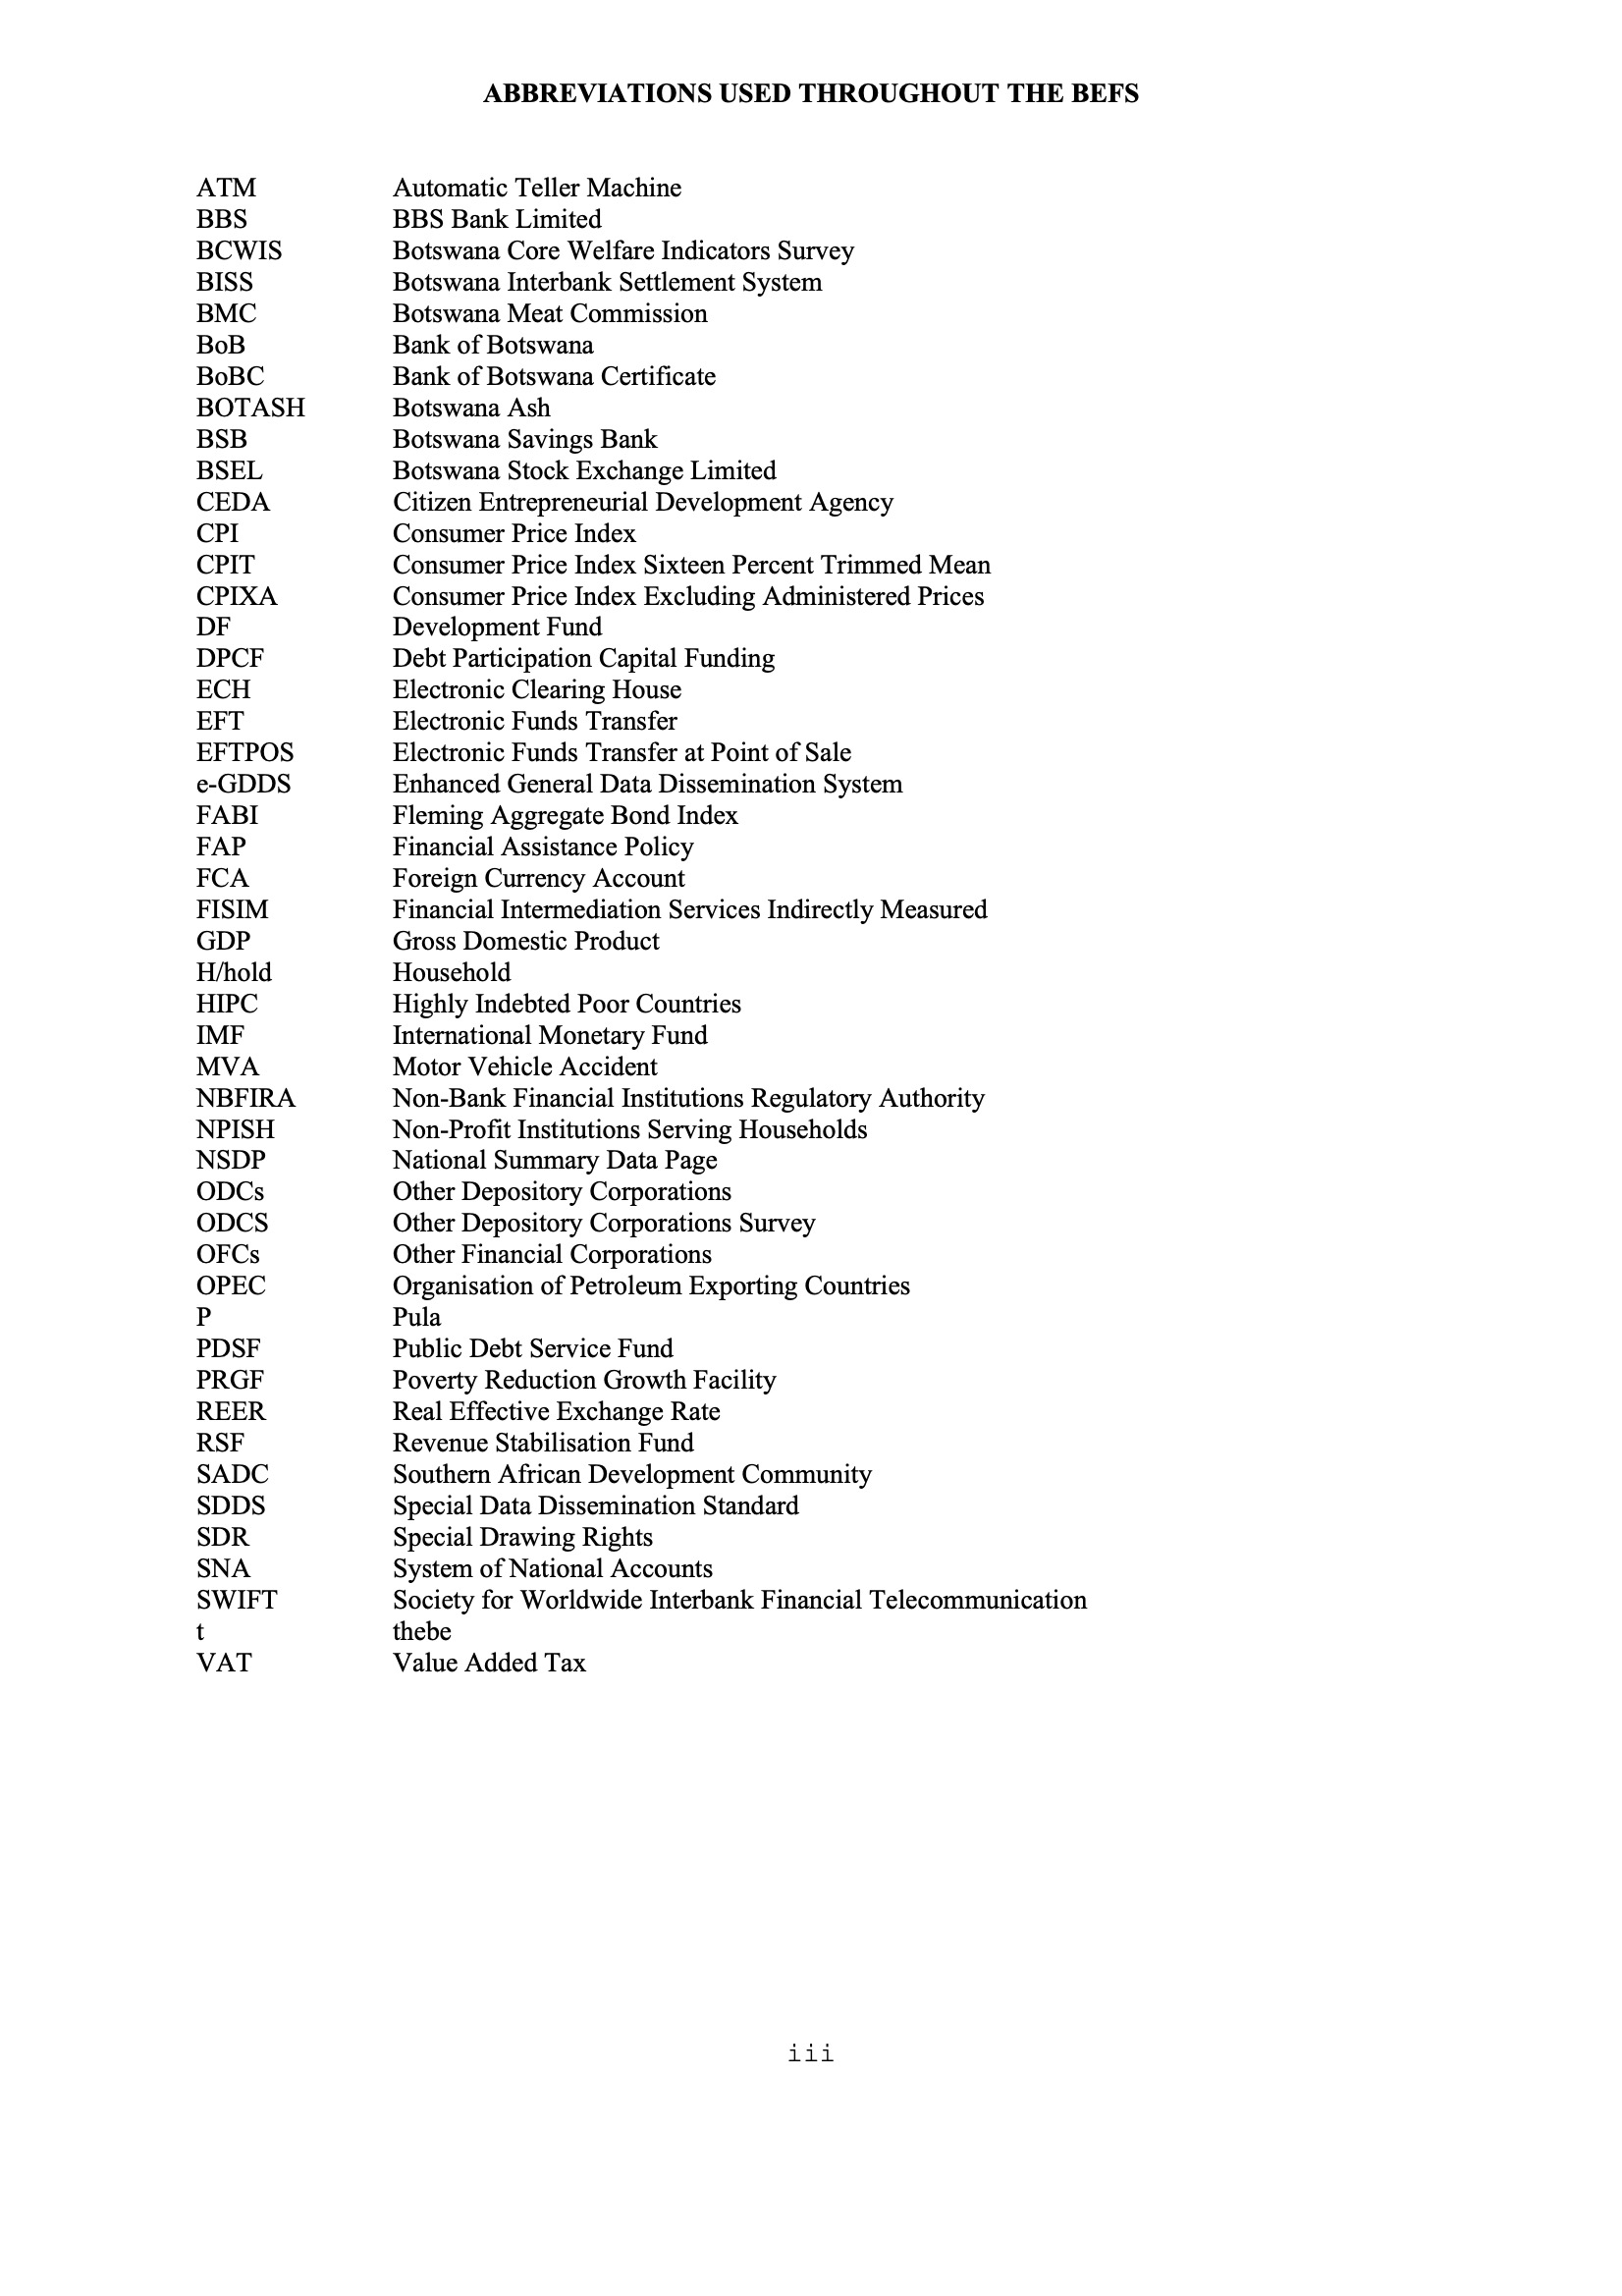 ABBREVIATIONS USED THROUGHOUT THE BEFS
ATM Automatic Teller Machine
BBS BBS Bank Limited
BCWIS Botswana Core Welfare Indicators Survey
BISS Botswana Interbank Settlement System
BMC Botswana Meat Commission
BoB Bank of Botswana
BoBC Bank of Botswana Certificate
BOTASH Botswana Ash
BSB Botswana Savings Bank
BSEL Botswana Stock Exchange Limited
CEDA Citizen Entrepreneurial Development Agency
CPI Consumer Price Index
CPIT Consumer Price Index Sixteen Percent Trimmed Mean
CPIXA Consumer Price Index Excluding Administered Prices
DF Development Fund
DPCF Debt Participation Capital Funding
ECH Electronic Clearing House
EFT Electronic Funds Transfer
EFTPOS Electronic Funds Transfer at Point of Sale
e-GDDS Enhanced General Data Dissemination System
FABI Fleming Aggregate Bond Index
FAP Financial Assistance Policy
FCA Foreign Currency Account
FISIM Financial Intermediation Services Indirectly Measured
GDP Gross Domestic Product
H/hold Household
HIPC Highly Indebted Poor Countries
IMF International Monetary Fund
MVA Motor Vehicle Accident
NBFIRA Non-Bank Financial Institutions Regulatory Authority
NPISH Non-Profit Institutions Serving Households
NSDP National Summary Data Page
ODCs Other Depository Corporations
ODCS Other Depository Corporations Survey
OFCs Other Financial Corporations
OPEC Organisation of Petroleum Exporting Countries
P Pula
PDSF Public Debt Service Fund
PRGF Poverty Reduction Growth Facility
REER Real Effective Exchange Rate
RSF Revenue Stabilisation Fund
SADC Southern African Development Community
SDDS Special Data Dissemination Standard
SDR Special Drawing Rights
SNA System of National Accounts
SWIFT Society for Worldwide Interbank Financial Telecommunication
t thebe
VAT Value Added Tax
iii